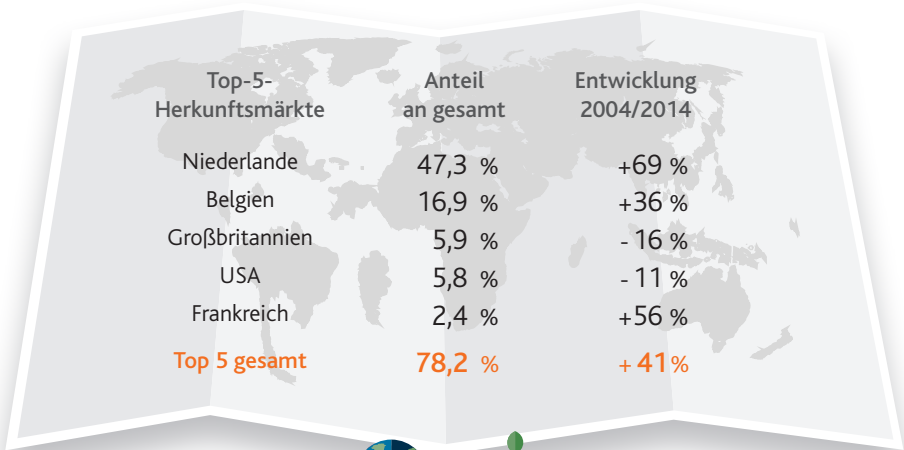 Top-5-
Herkunftsmärkte
Anteil
an gesamt
Entwicklung
2004/2014
Niederlande 47,3 % +69 %
Belgien 16,9 % +36 %
Großbritannien 5,9 % - 16 %
USA 5,8 % - 11 %
Frankreich 2,4 % +56 %
Top 5 gesamt 78,2 % + 41%